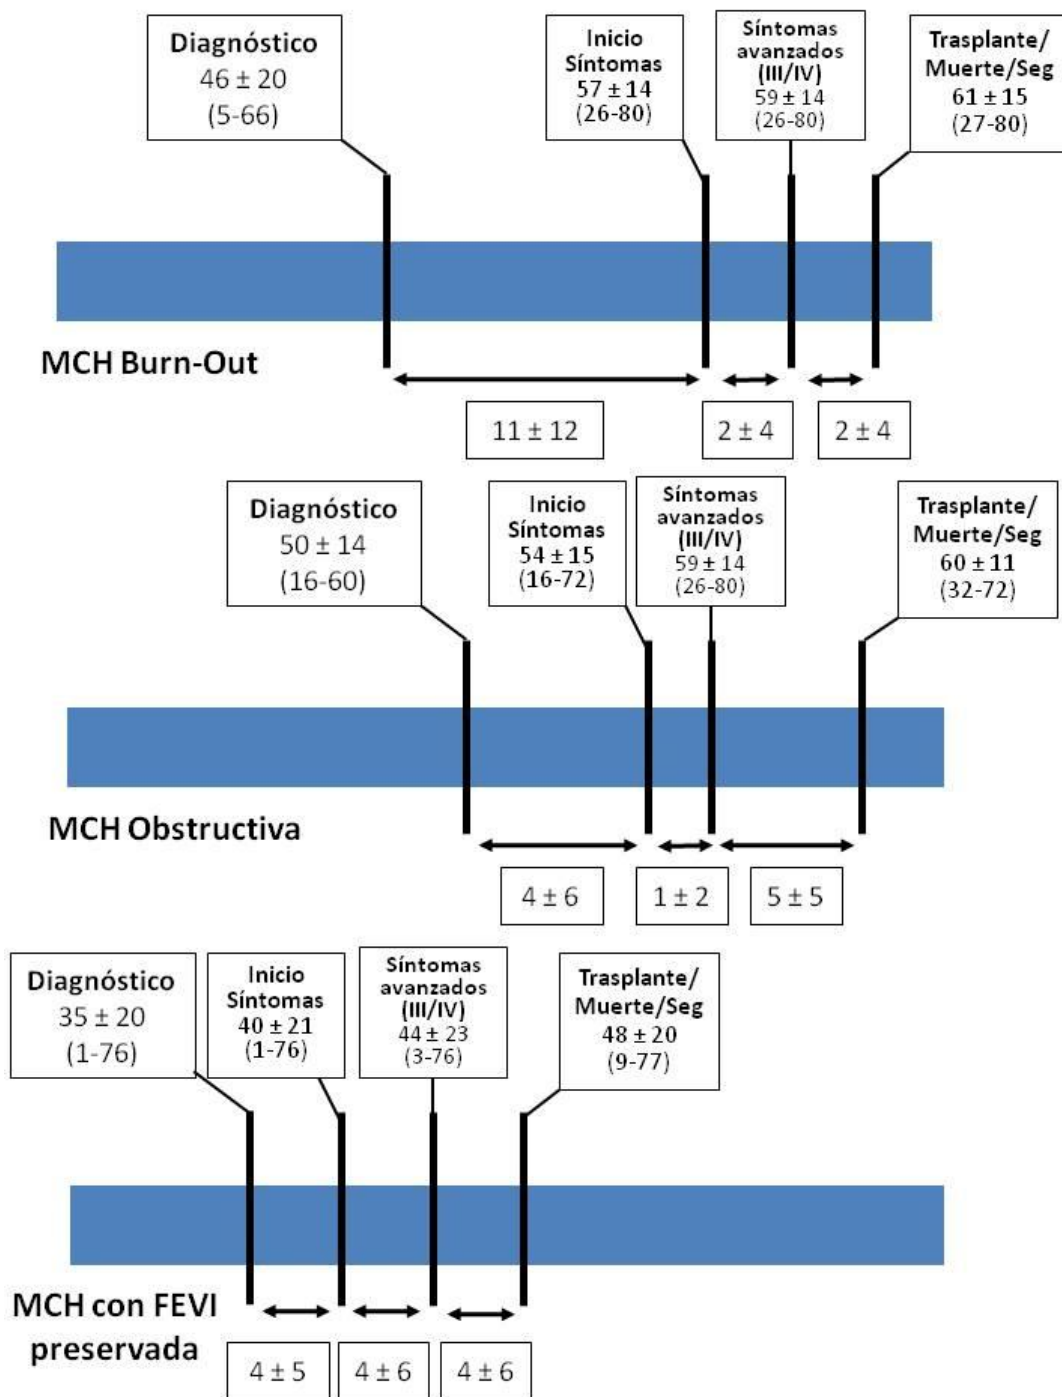 Diagnóstico
46 ± 20
(5-66)
Inicio
Síntomas
57 ± 14
(26-80)
Síntomas
avanzados
(III/IV)
59 ± 14
(26-80)
Trasplante/
Muerte/Seg
61 ± 15
(27-80)
MCH Burn-Out
11 ± 12
2 ± 4
2 ± 4
Diagnóstico
50 ± 14
(16-60)
Inicio
Síntomas
54 ± 15
(16-72)
Síntomas
avanzados
(III/IV)
59 ± 14
(26-80)
Trasplante/
Muerte/Seg
60 ± 11
(32-72)
MCH Obstructiva
4 ± 6
1 ± 2
5 ± 5
Diagnóstico
35 ± 20
(1-76)
Inicio
Síntomas
40 ± 21
(1-76)
Síntomas
avanzados
(III/IV)
44 ± 23
(3-76)
Trasplante/
Muerte/Seg
48 ± 20
(9-77)
MCH con FEVI
preservada
4 ± 5
4 ± 6
4 ± 6